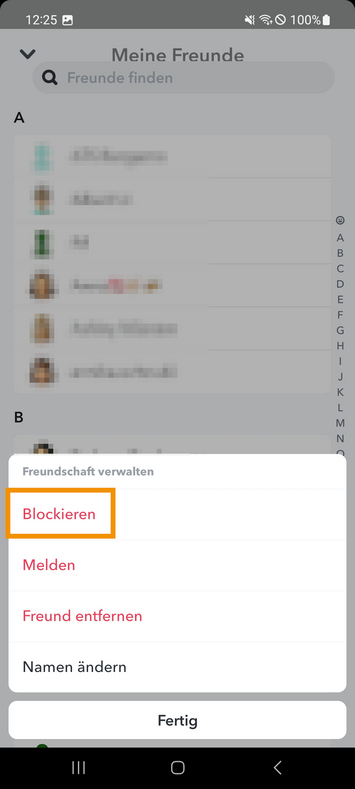 12:25 100%
Meine Freunde
Freunde finden
A
A
B
C
D
E
F
G
H
I
J
K
L
M
N
O
B
Freundschaft verwalten
Blockieren
Melden
Freund entfernen
Namen ändern
Fertig